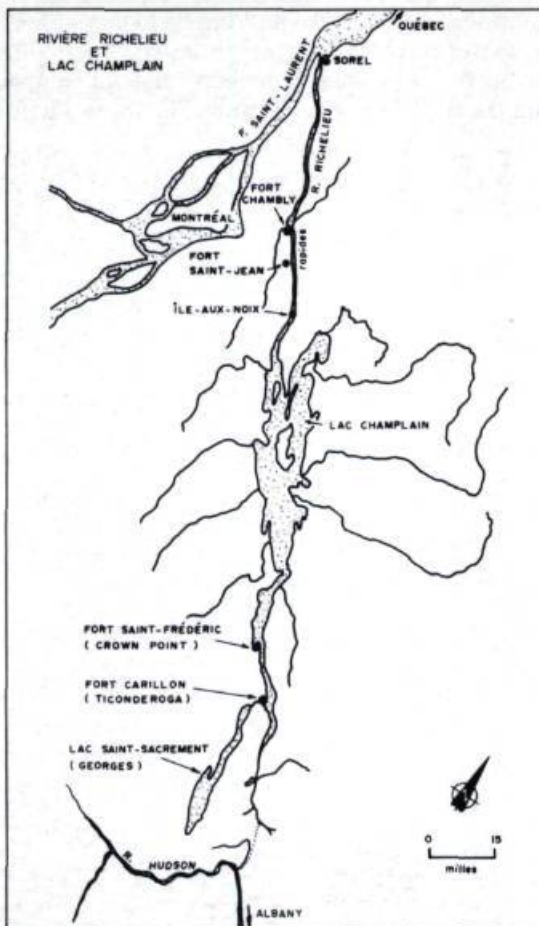 RIVIÈRE RICHELIEU
ET
LAC CHAMPLAIN
QUÉBEC
SOREL
F. SAINT-LAURENT
R. RICHELIEU
FORT
CHAMBLY
MONTRÉAL
rapides
FORT
SAINT-JEAN
ÎLE-AUX-NOIX
LAC CHAMPLAIN
FORT SAINT-FRÉDÉRIC
(CROWN POINT)
FORT CARILLON
(TICONDEROGA)
LAC SAINT-SACREMENT
(GEORGES)
R. HUDSON
0 15
milles
ALBANY